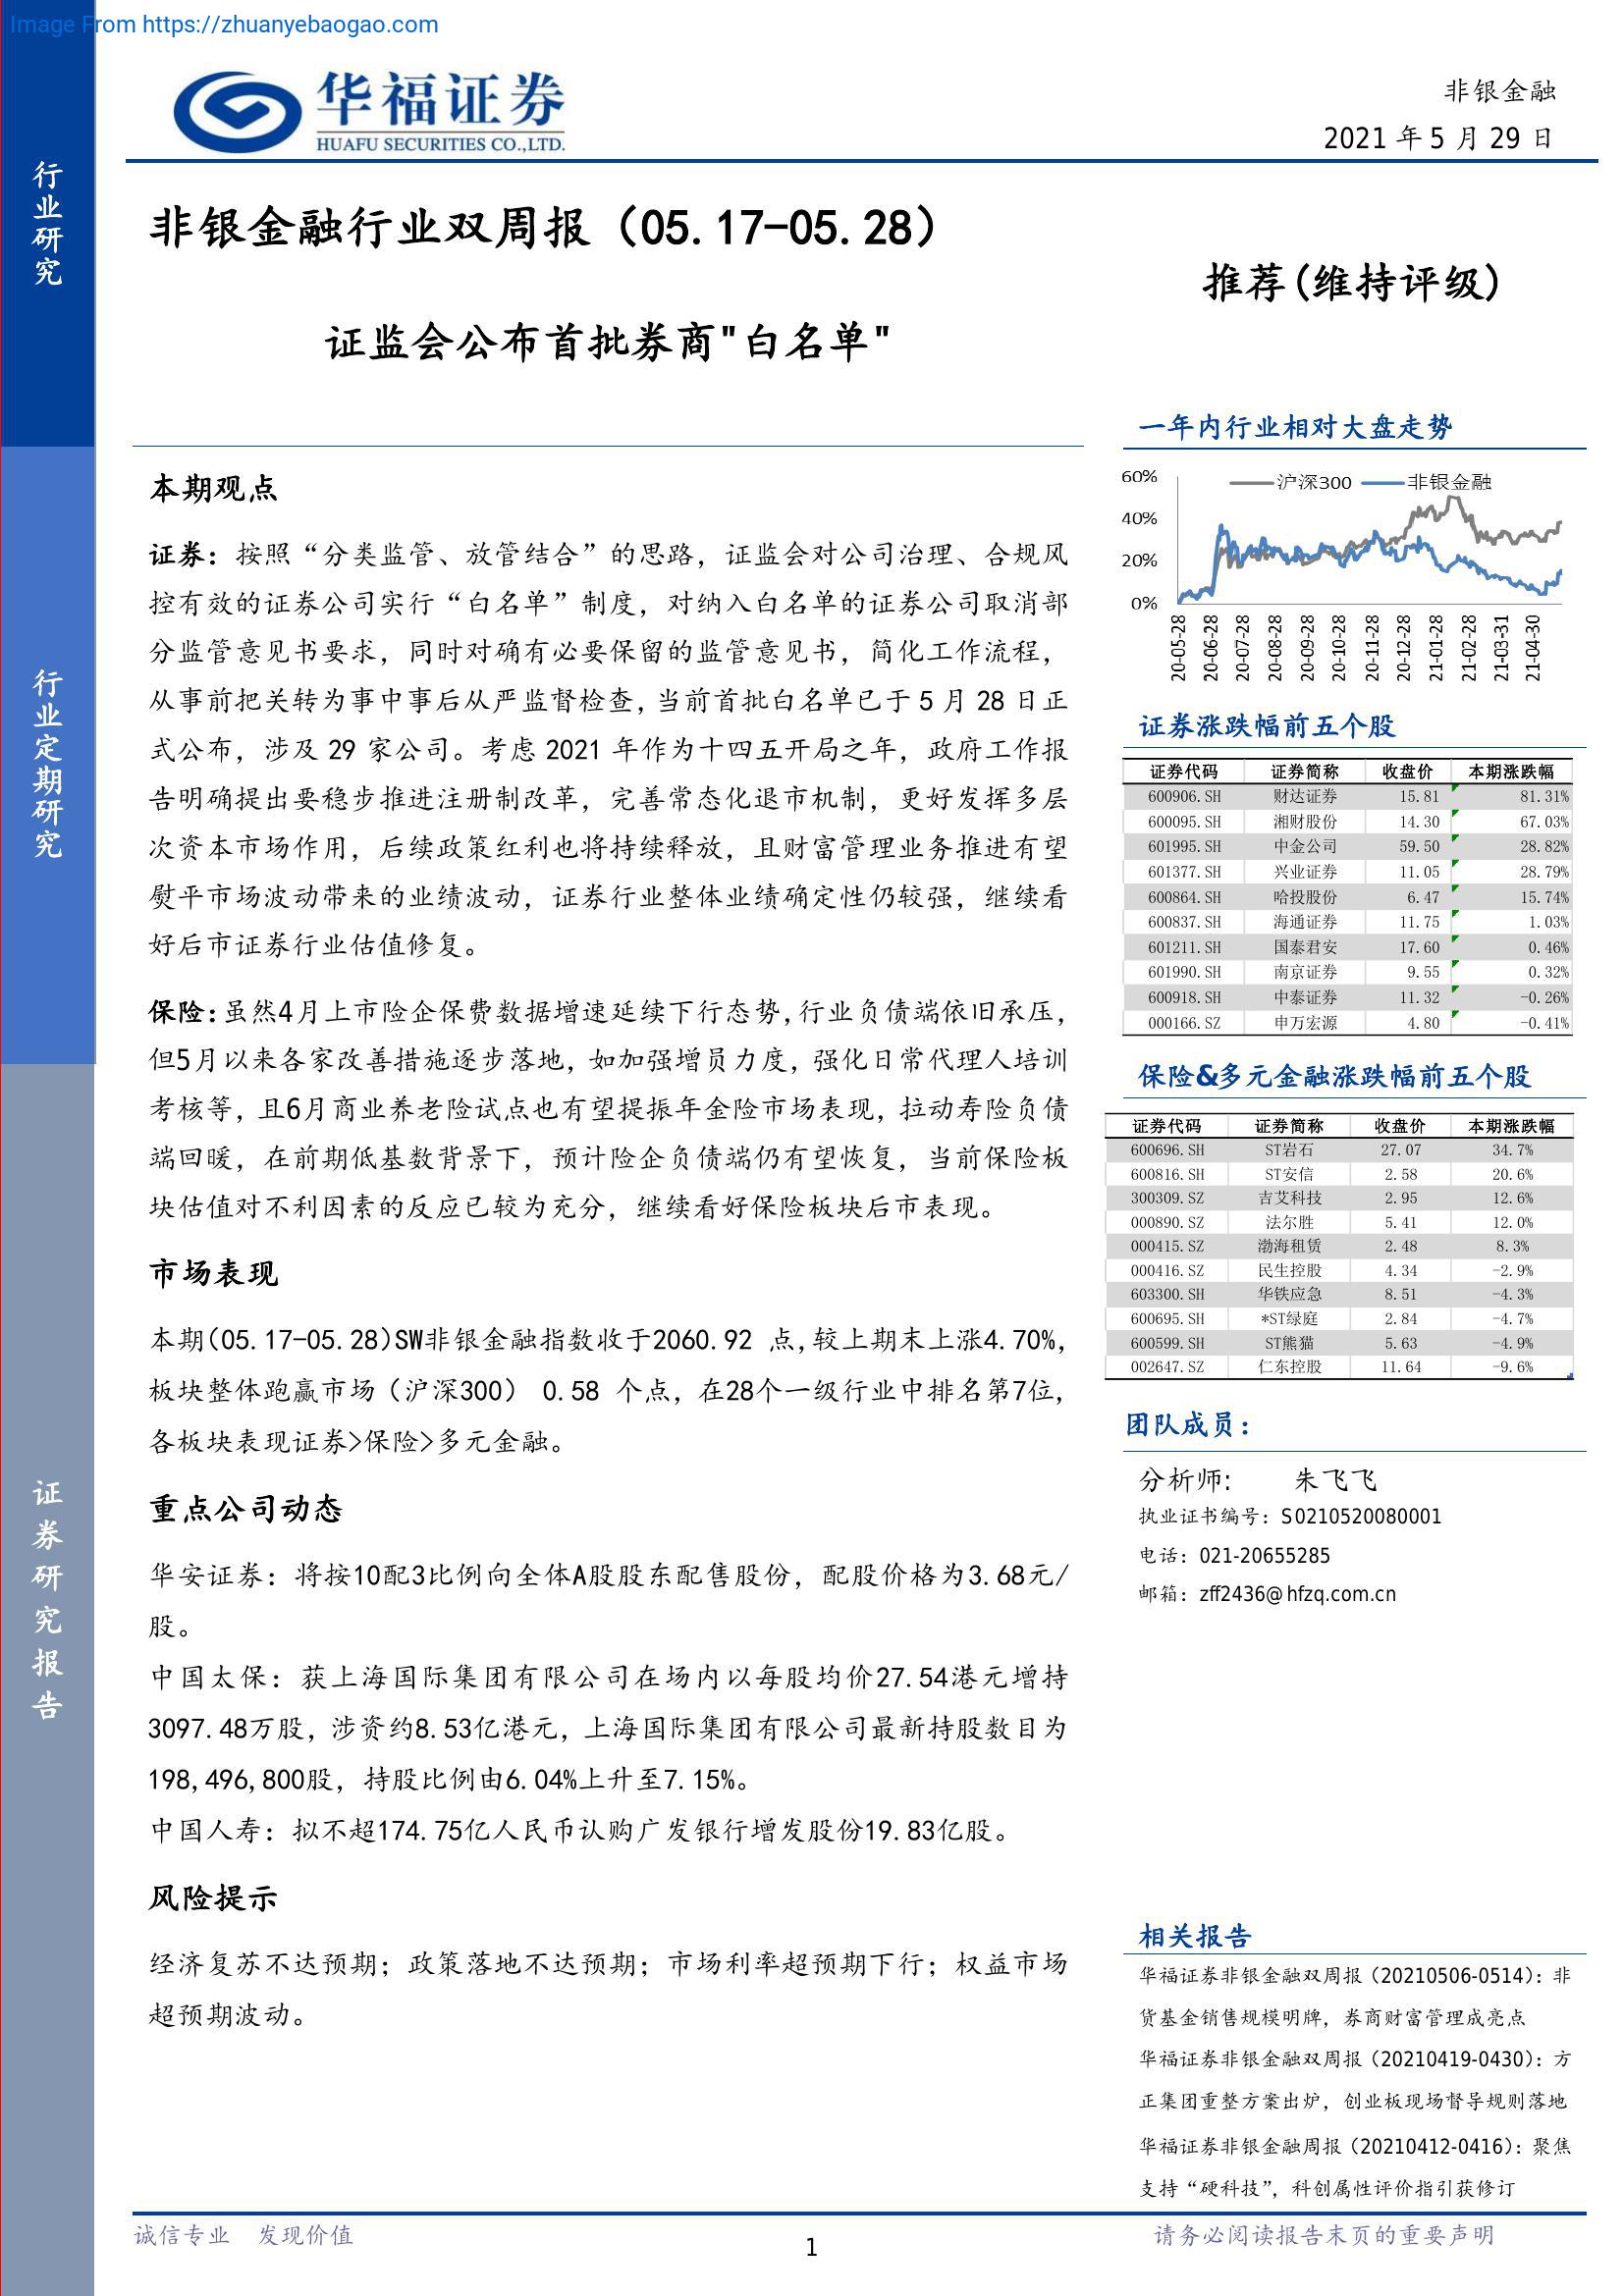 Image From https://zhuanyebaogao.com
华福证券
HUAFU SECURITIES CO.,LTD.
非银金融
2021 年 5 月 29 日
行业研究
行业定期研究
证券研究报告
非银金融行业双周报（05.17-05.28）
证监会公布首批券商"白名单"
推荐(维持评级)
本期观点
证券：按照“分类监管、放管结合”的思路，证监会对公司治理、合规风
控有效的证券公司实行“白名单”制度，对纳入白名单的证券公司取消部
分监管意见书要求，同时对确有必要保留的监管意见书，简化工作流程，
从事前把关转为事中事后从严监督检查，当前首批白名单已于 5 月 28 日正
式公布，涉及 29 家公司。考虑 2021 年作为十四五开局之年，政府工作报
告明确提出要稳步推进注册制改革，完善常态化退市机制，更好发挥多层
次资本市场作用，后续政策红利也将持续释放，且财富管理业务推进有望
熨平市场波动带来的业绩波动，证券行业整体业绩确定性仍较强，继续看
好后市证券行业估值修复。
保险：虽然4月上市险企保费数据增速延续下行态势，行业负债端依旧承压，
但5月以来各家改善措施逐步落地，如加强增员力度，强化日常代理人培训
考核等，且6月商业养老险试点也有望提振年金险市场表现，拉动寿险负债
端回暖，在前期低基数背景下，预计险企负债端仍有望恢复，当前保险板
块估值对不利因素的反应已较为充分，继续看好保险板块后市表现。
市场表现
本期(05.17-05.28)SW非银金融指数收于2060.92 点,较上期末上涨4.70%,
板块整体跑赢市场（沪深300） 0.58 个点，在28个一级行业中排名第7位,
各板块表现证券>保险>多元金融。
重点公司动态
华安证券：将按10配3比例向全体A股股东配售股份，配股价格为3.68元/
股。
中国太保：获上海国际集团有限公司在场内以每股均价27.54港元增持
3097.48万股，涉资约8.53亿港元，上海国际集团有限公司最新持股数目为
198,496,800股，持股比例由6.04%上升至7.15%。
中国人寿：拟不超174.75亿人民币认购广发银行增发股份19.83亿股。
风险提示
经济复苏不达预期；政策落地不达预期；市场利率超预期下行；权益市场
超预期波动。
一年内行业相对大盘走势
沪深300 非银金融
60%
40%
20%
0%
20-05-28 20-06-28 20-07-28 20-08-28 20-09-28 20-10-28 20-11-28 20-12-28 21-01-28 21-02-28 21-03-31 21-04-30
证券涨跌幅前五个股
证券代码 证券简称 收盘价 本期涨跌幅
600906.SH 财达证券 15.81 81.31%
600095.SH 湘财股份 14.30 67.03%
601995.SH 中金公司 59.50 28.82%
601377.SH 兴业证券 11.05 28.79%
600864.SH 哈投股份 6.47 15.74%
600837.SH 海通证券 11.75 1.03%
601211.SH 国泰君安 17.60 0.46%
601990.SH 南京证券 9.55 0.32%
600918.SH 中泰证券 11.32 -0.26%
000166.SZ 申万宏源 4.80 -0.41%
保险&多元金融涨跌幅前五个股
证券代码 证券简称 收盘价 本期涨跌幅
600696.SH ST岩石 27.07 34.7%
600816.SH ST安信 2.58 20.6%
300309.SZ 吉艾科技 2.95 12.6%
000890.SZ 法尔胜 5.41 12.0%
000415.SZ 渤海租赁 2.48 8.3%
000416.SZ 民生控股 4.34 -2.9%
603300.SH 华铁应急 8.51 -4.3%
600695.SH *ST绿庭 2.84 -4.7%
600599.SH ST熊猫 5.63 -4.9%
002647.SZ 仁东控股 11.64 -9.6%
团队成员：
分析师: 朱飞飞
执业证书编号：S0210520080001
电话：021-20655285
邮箱：zff2436@hfzq.com.cn
相关报告
华福证券非银金融双周报（20210506-0514）：非
货基金销售规模明牌，券商财富管理成亮点
华福证券非银金融双周报（20210419-0430）：方
正集团重整方案出炉，创业板现场督导规则落地
华福证券非银金融周报（20210412-0416）：聚焦
支持“硬科技”，科创属性评价指引获修订
诚信专业 发现价值
1
请务必阅读报告末页的重要声明